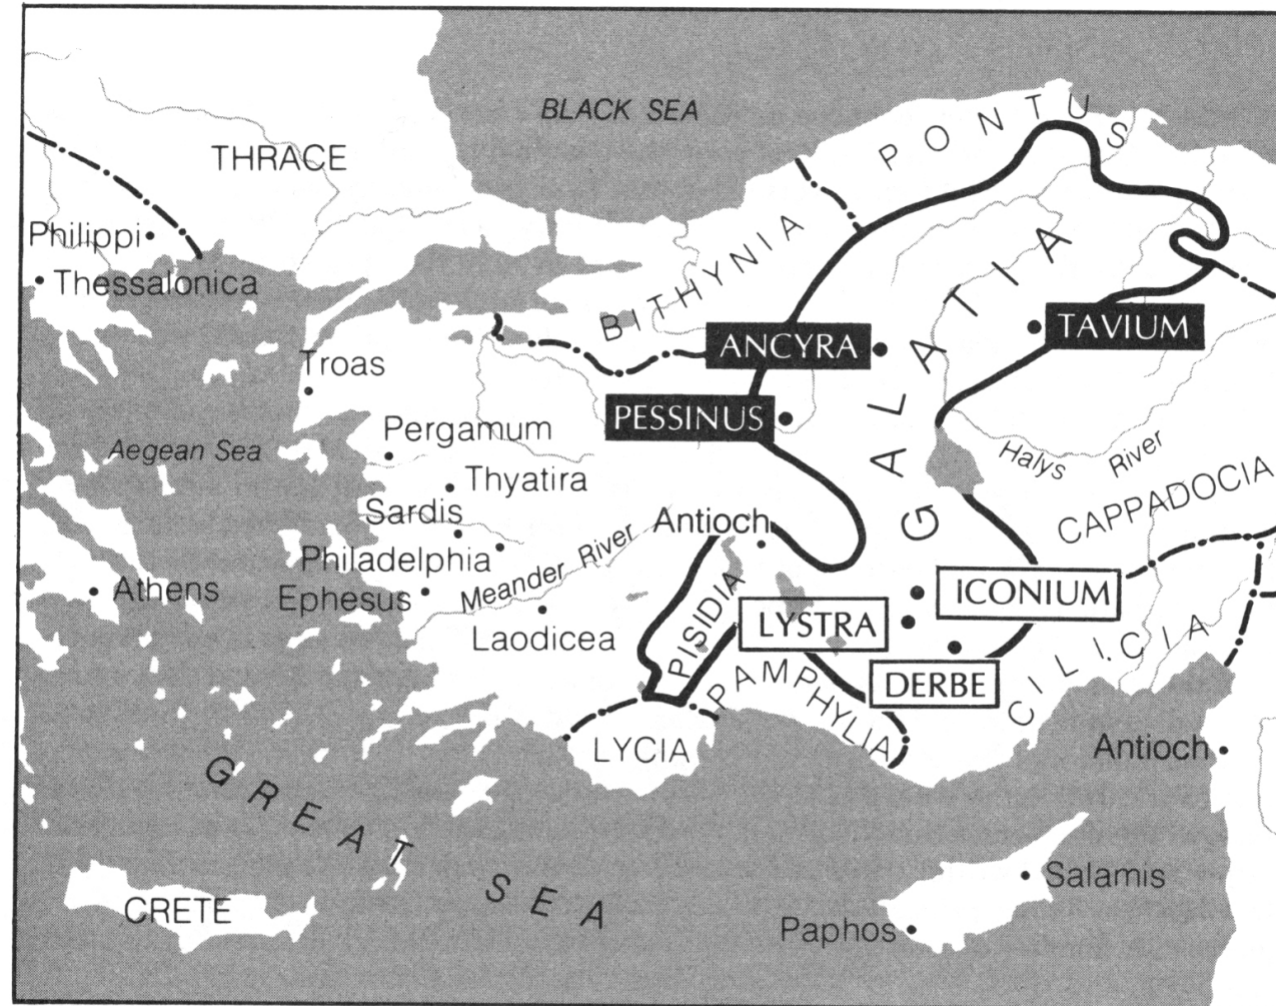 BLACK SEA
PONTUS
THRACE
BITHYNIA
Philippi
Thessalonica
GALATIA
TAVIUM
ANCYRA
Troas
PESSINUS
Pergamum
Aegean Sea
Halys River
Thyatira
CAPPADOCIA
Sardis
Antioch
Philadelphia
Meander River
Athens
Ephesus
ICONIUM
PISIDIA
LYSTRA
Laodicea
CILICIA
DERBE
PAMPHYLIA
LYCIA
Antioch
GREAT SEA
Salamis
CRETE
Paphos